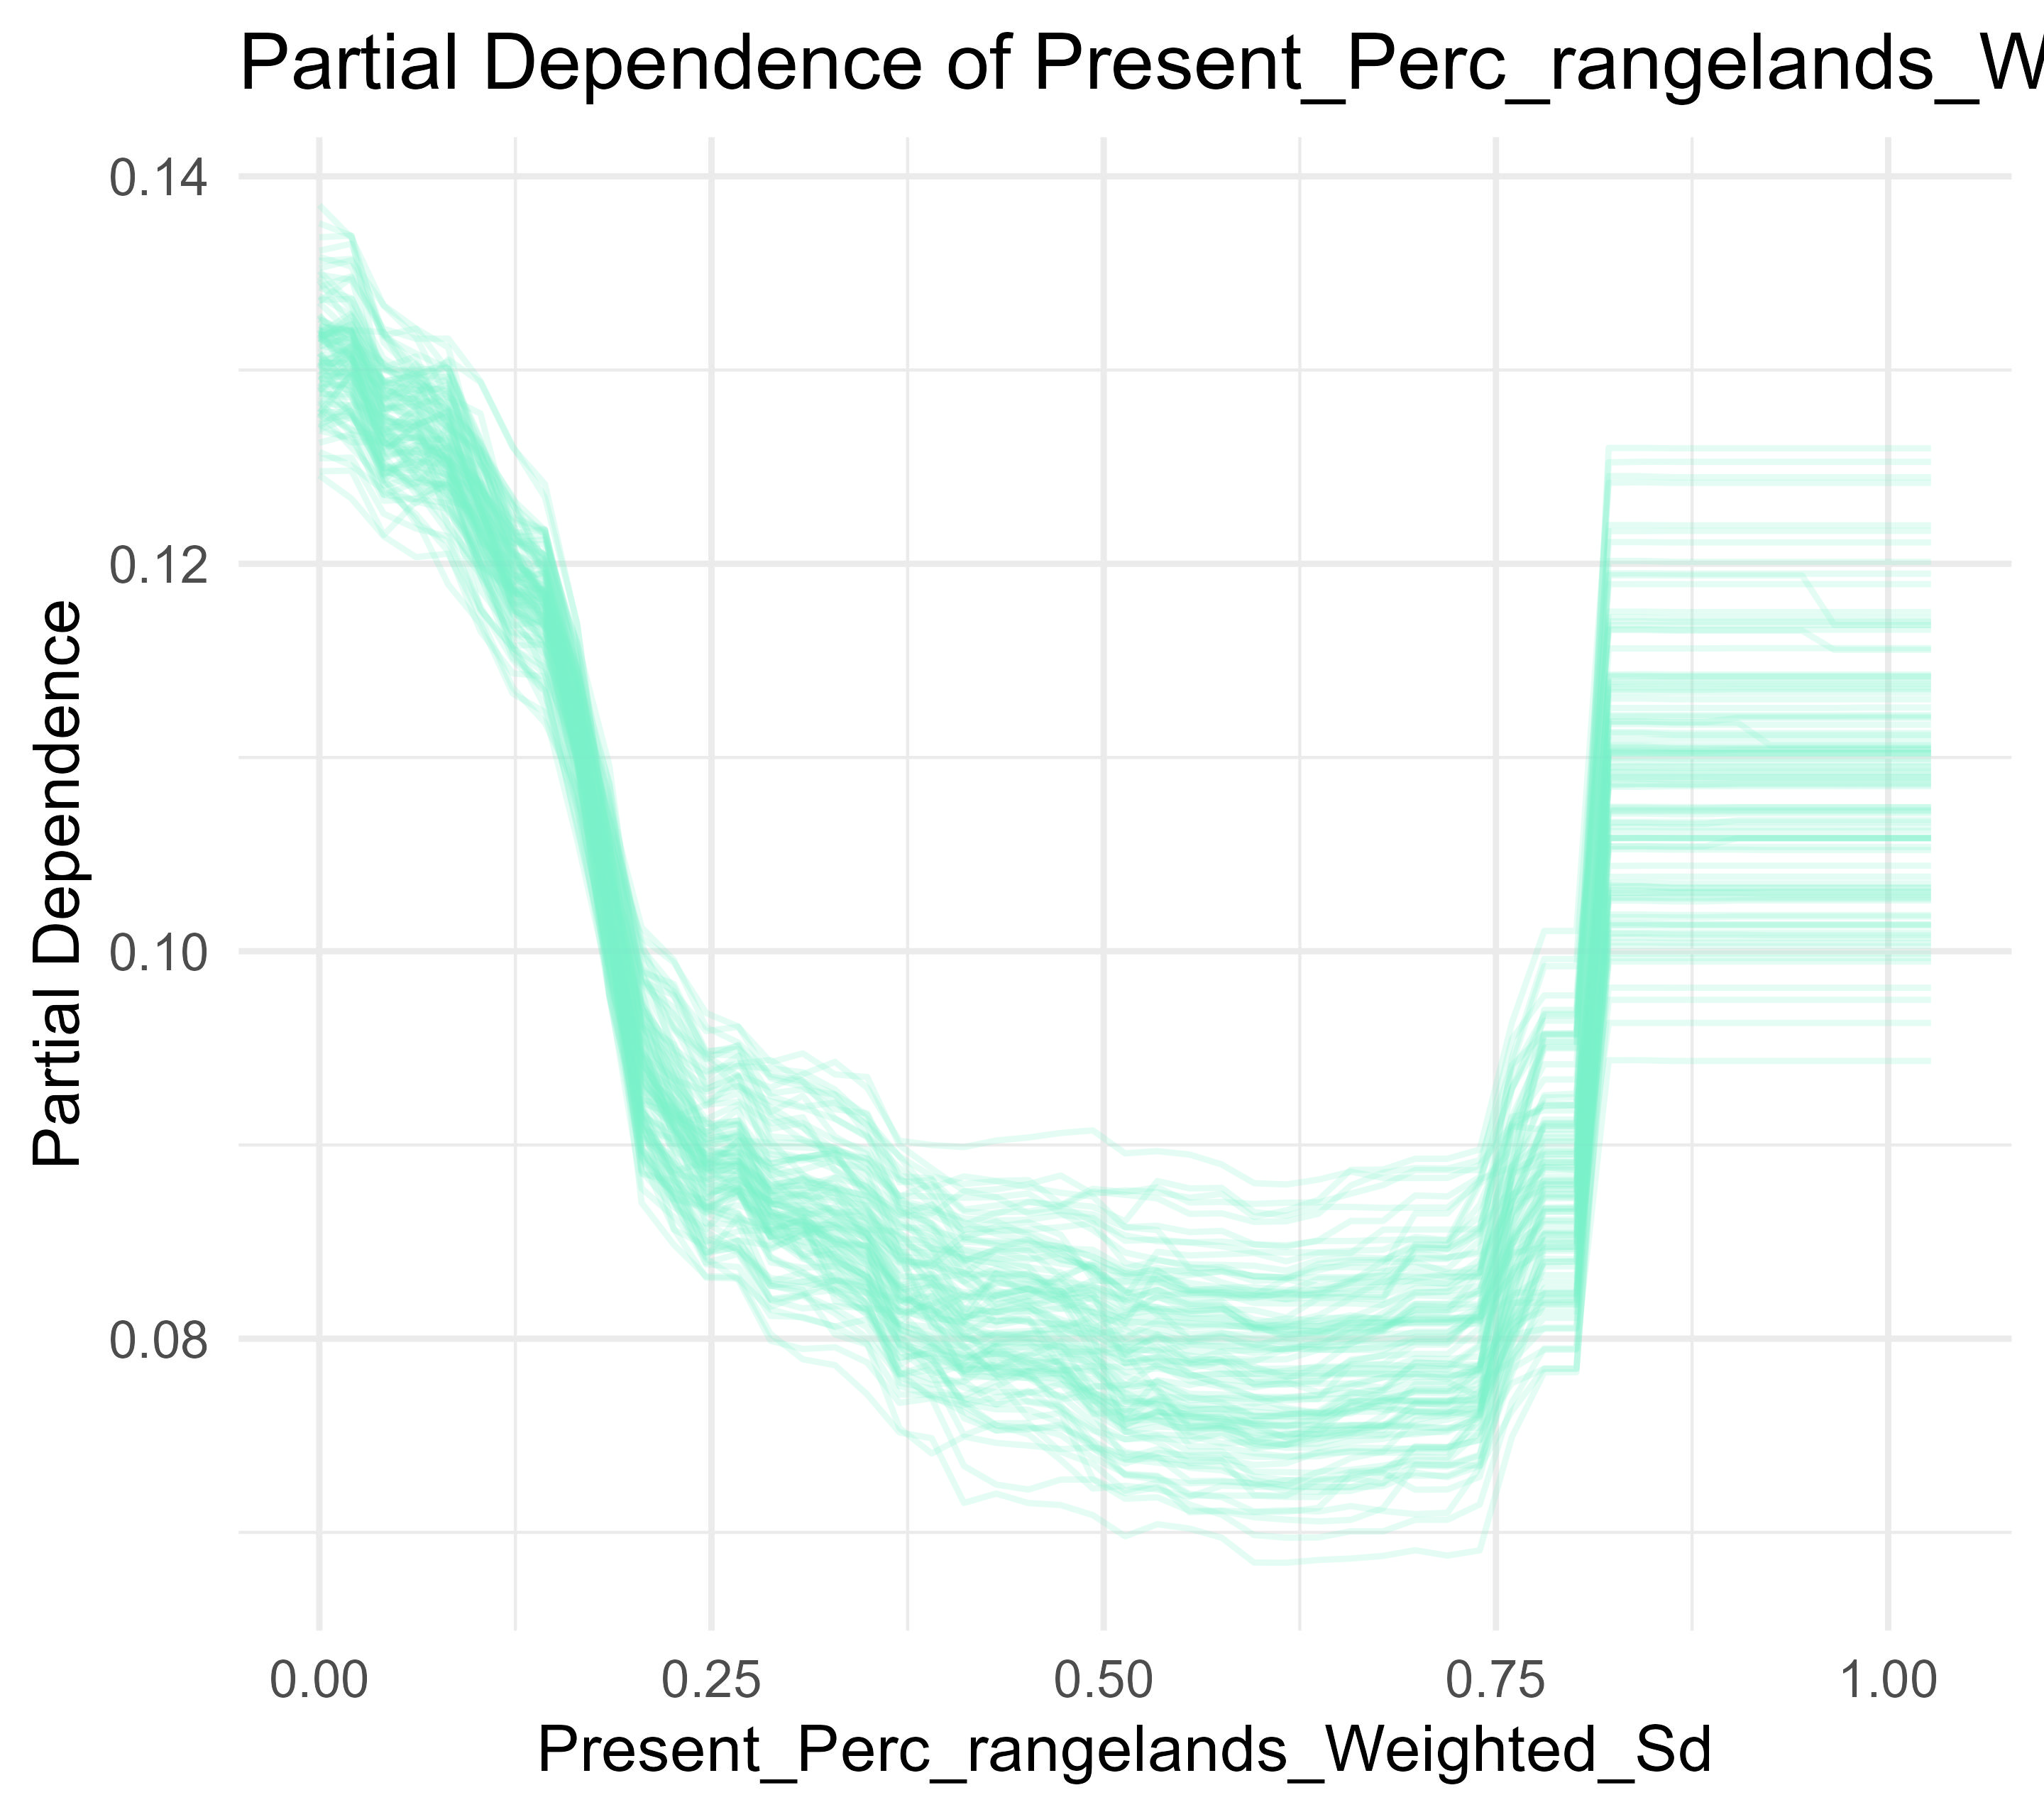 Partial Dependence of Present_Perc_rangelands_W
0.14
0.12
0.10
0.08
Partial Dependence
0.00 0.25 0.50 0.75 1.00
Present_Perc_rangelands_Weighted_Sd